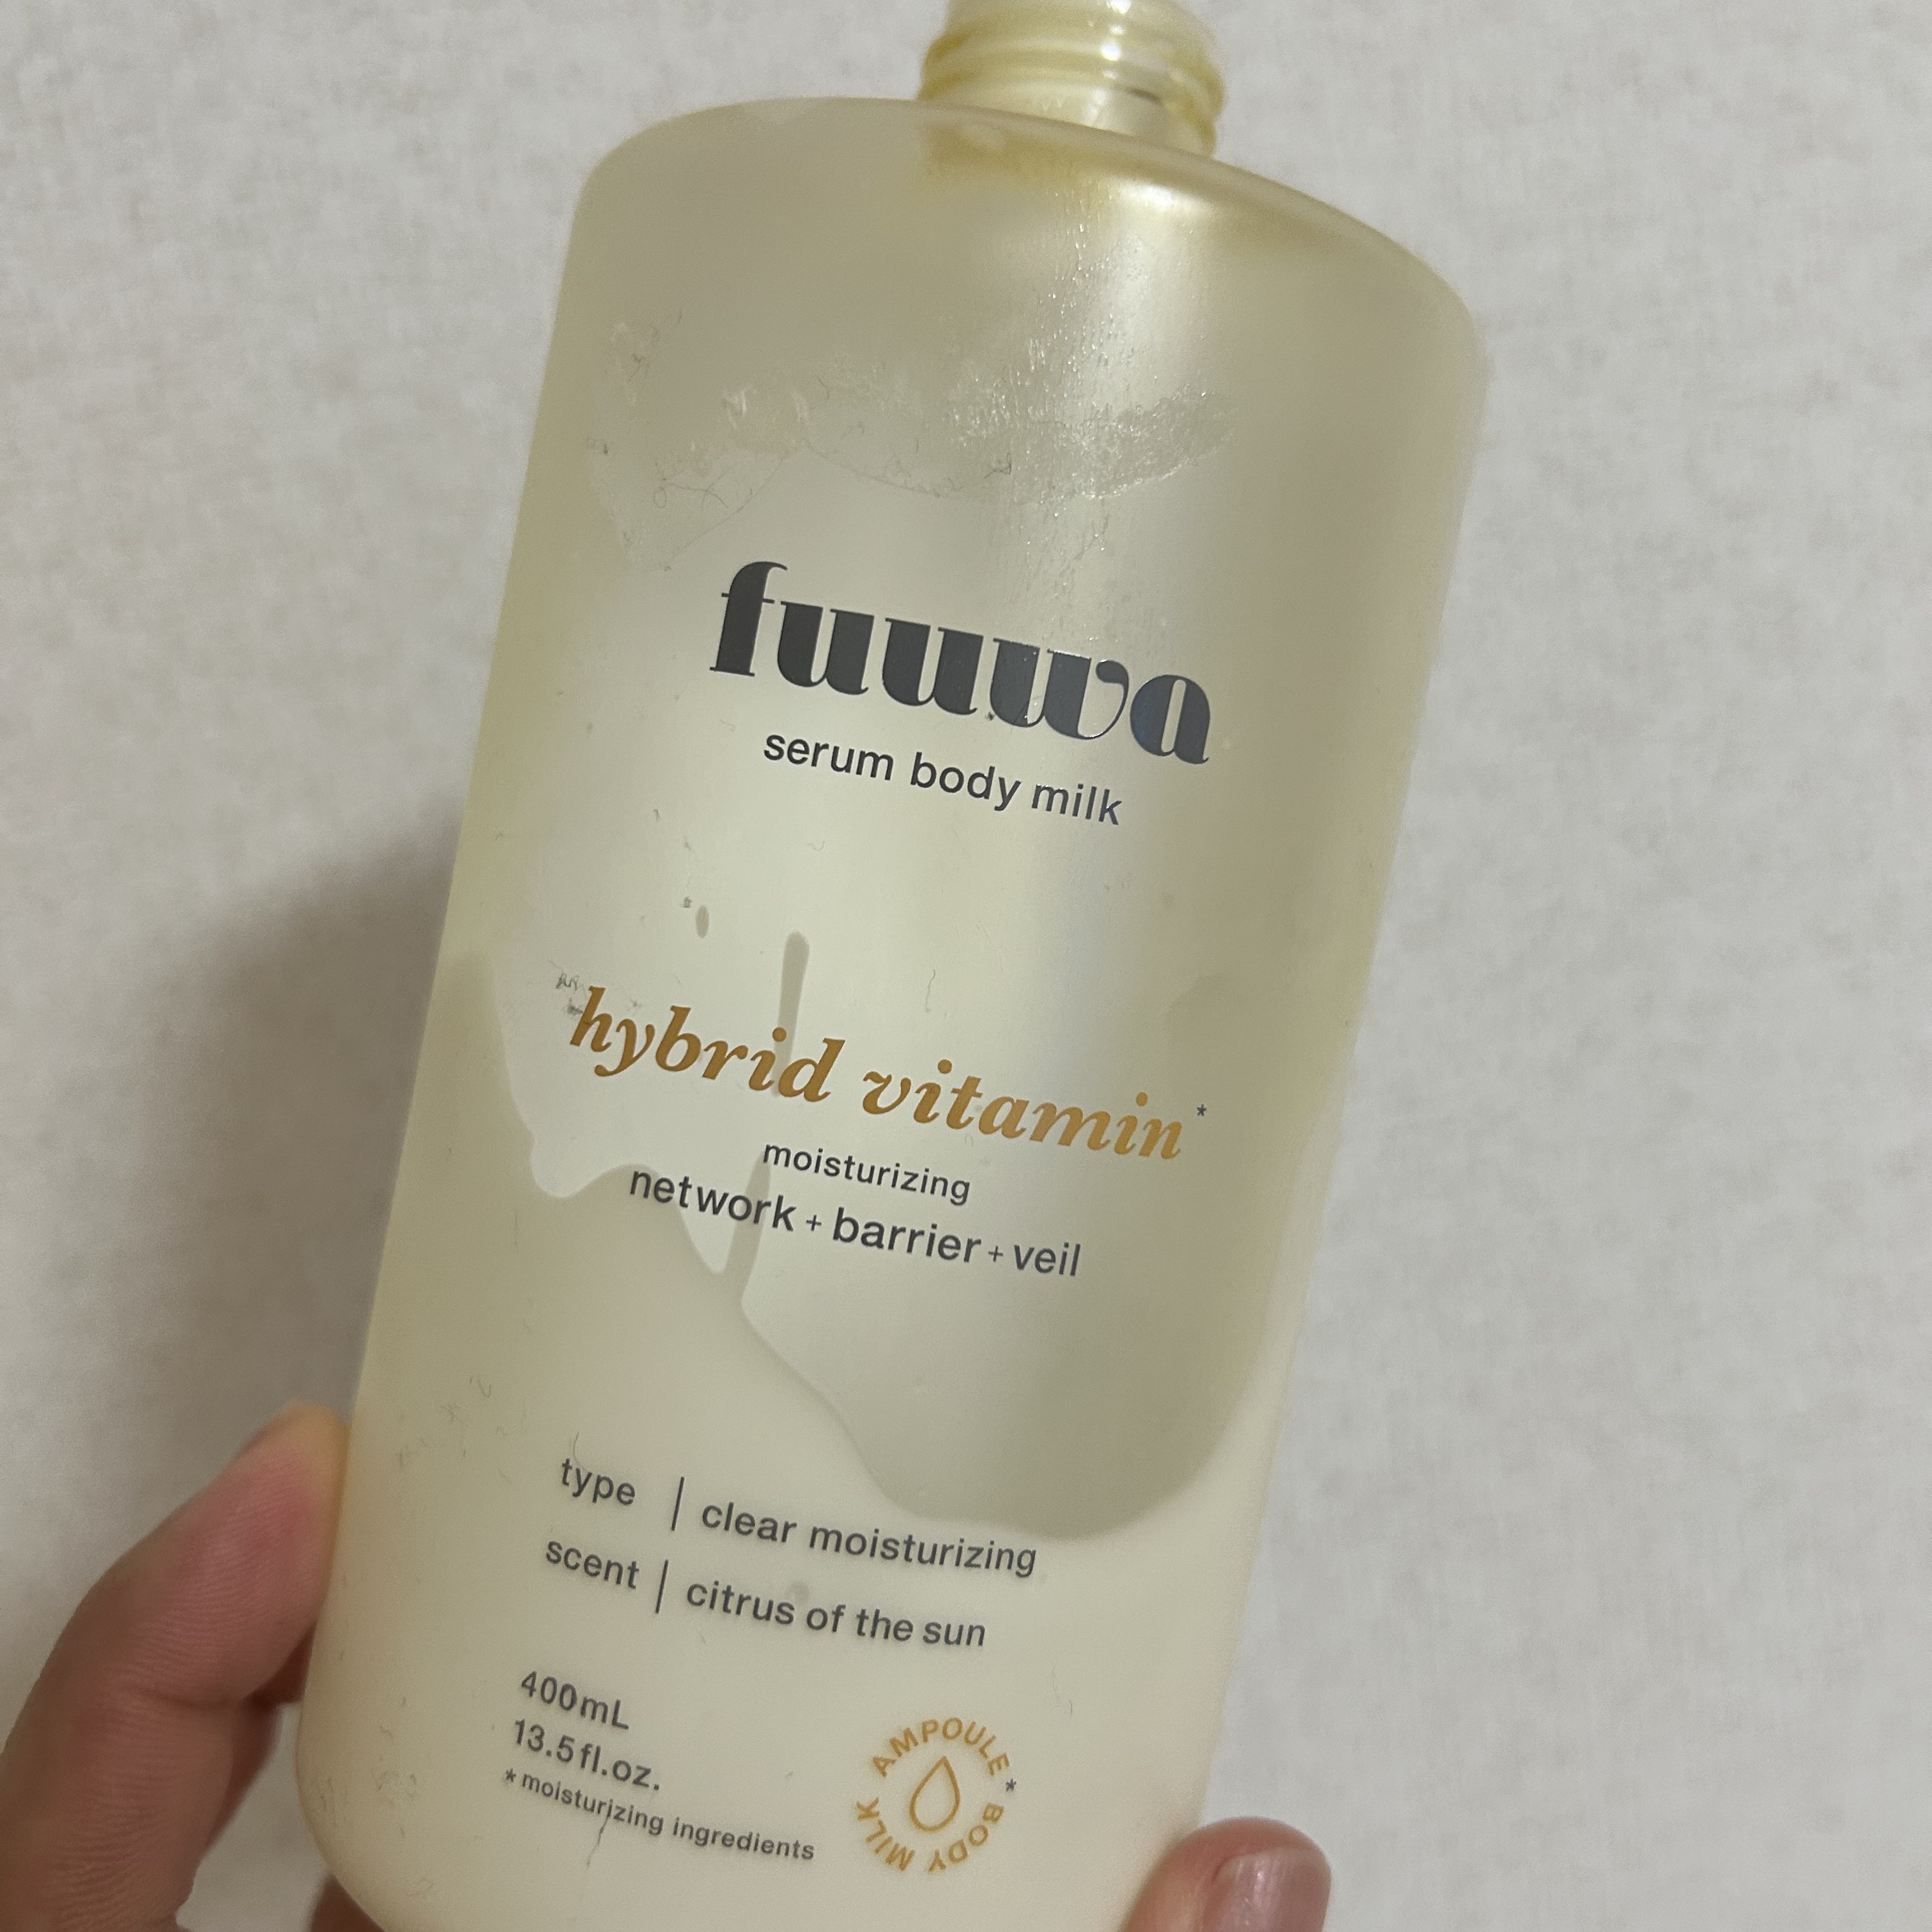 fuuwa
serum body milk
hybrid vitamin*
moisturizing
network + barrier + veil
type | clear moisturizing
scent | citrus of the sun
400mL
13.5fl.oz.
*moisturizing ingredients
AMPOULE* BODY MILK